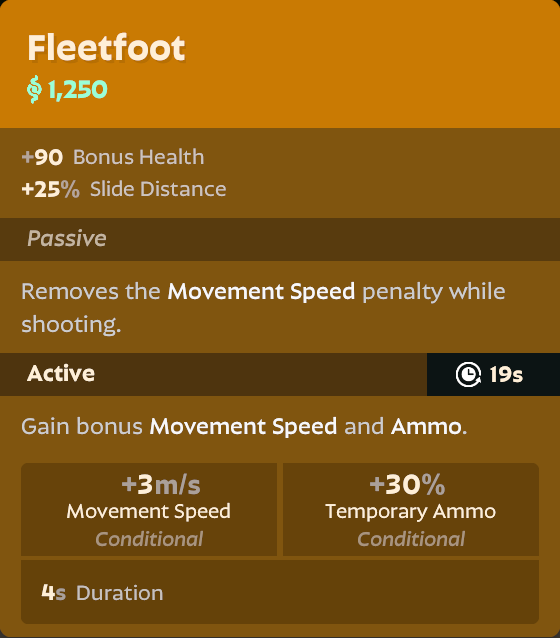 Fleetfoot
1,250
+90 Bonus Health
+25% Slide Distance
Passive
Removes the Movement Speed penalty while
shooting.
Active 19s
Gain bonus Movement Speed and Ammo.
+3m/s +30%
Movement Speed Temporary Ammo
Conditional Conditional
4s Duration